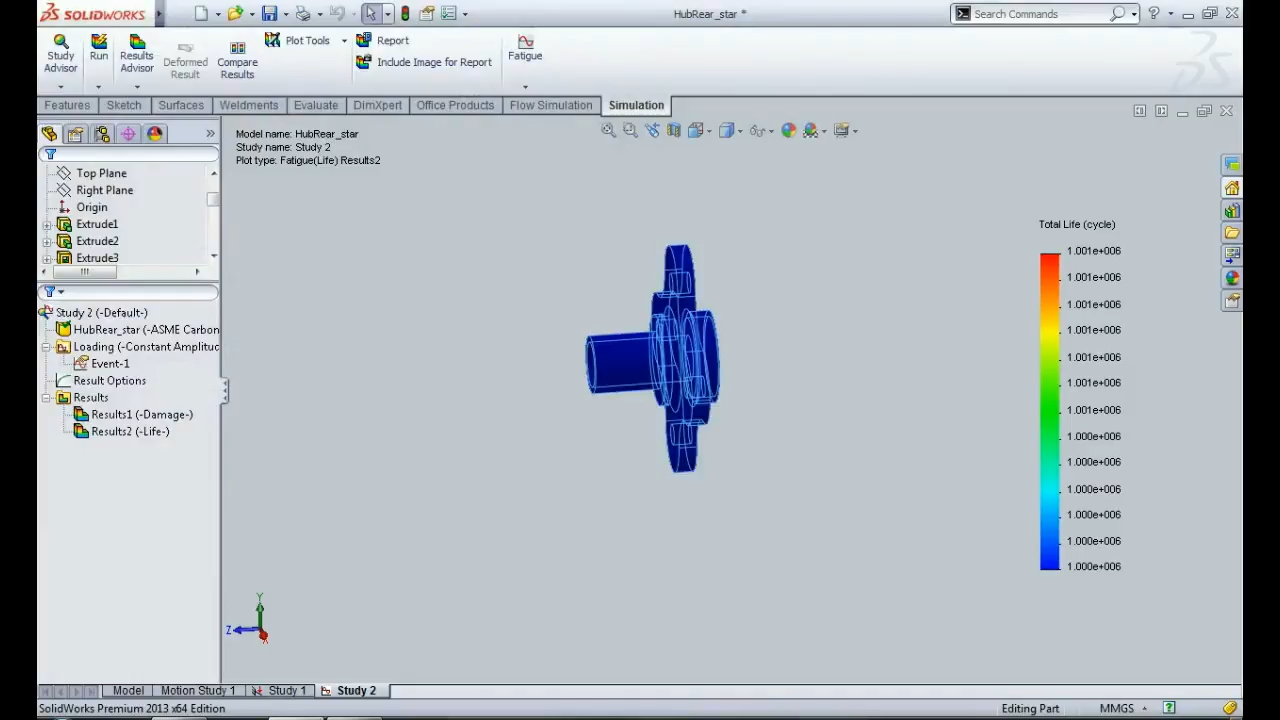 SOLIDWORKS
HubRear_star *
Search Commands
Study Advisor
Run
Results Advisor
Deformed Result
Compare Results
Plot Tools
Report
Include Image for Report
Fatigue
Features
Sketch
Surfaces
Weldments
Evaluate
DimXpert
Office Products
Flow Simulation
Simulation
Top Plane
Right Plane
Origin
Extrude1
Extrude2
Extrude3
Study 2 (-Default-)
HubRear_star (-ASME Carbon
Loading (-Constant Amplituc
Event-1
Result Options
Results
Results1 (-Damage-)
Results2 (-Life-)
Model name: HubRear_star
Study name: Study 2
Plot type: Fatigue(Life) Results2
Total Life (cycle)
1.001e+006
1.001e+006
1.001e+006
1.001e+006
1.001e+006
1.001e+006
1.001e+006
1.000e+006
1.000e+006
1.000e+006
1.000e+006
1.000e+006
1.000e+006
Y
Z
X
Model
Motion Study 1
Study 1
Study 2
SolidWorks Premium 2013 x64 Edition
Editing Part
MMGS